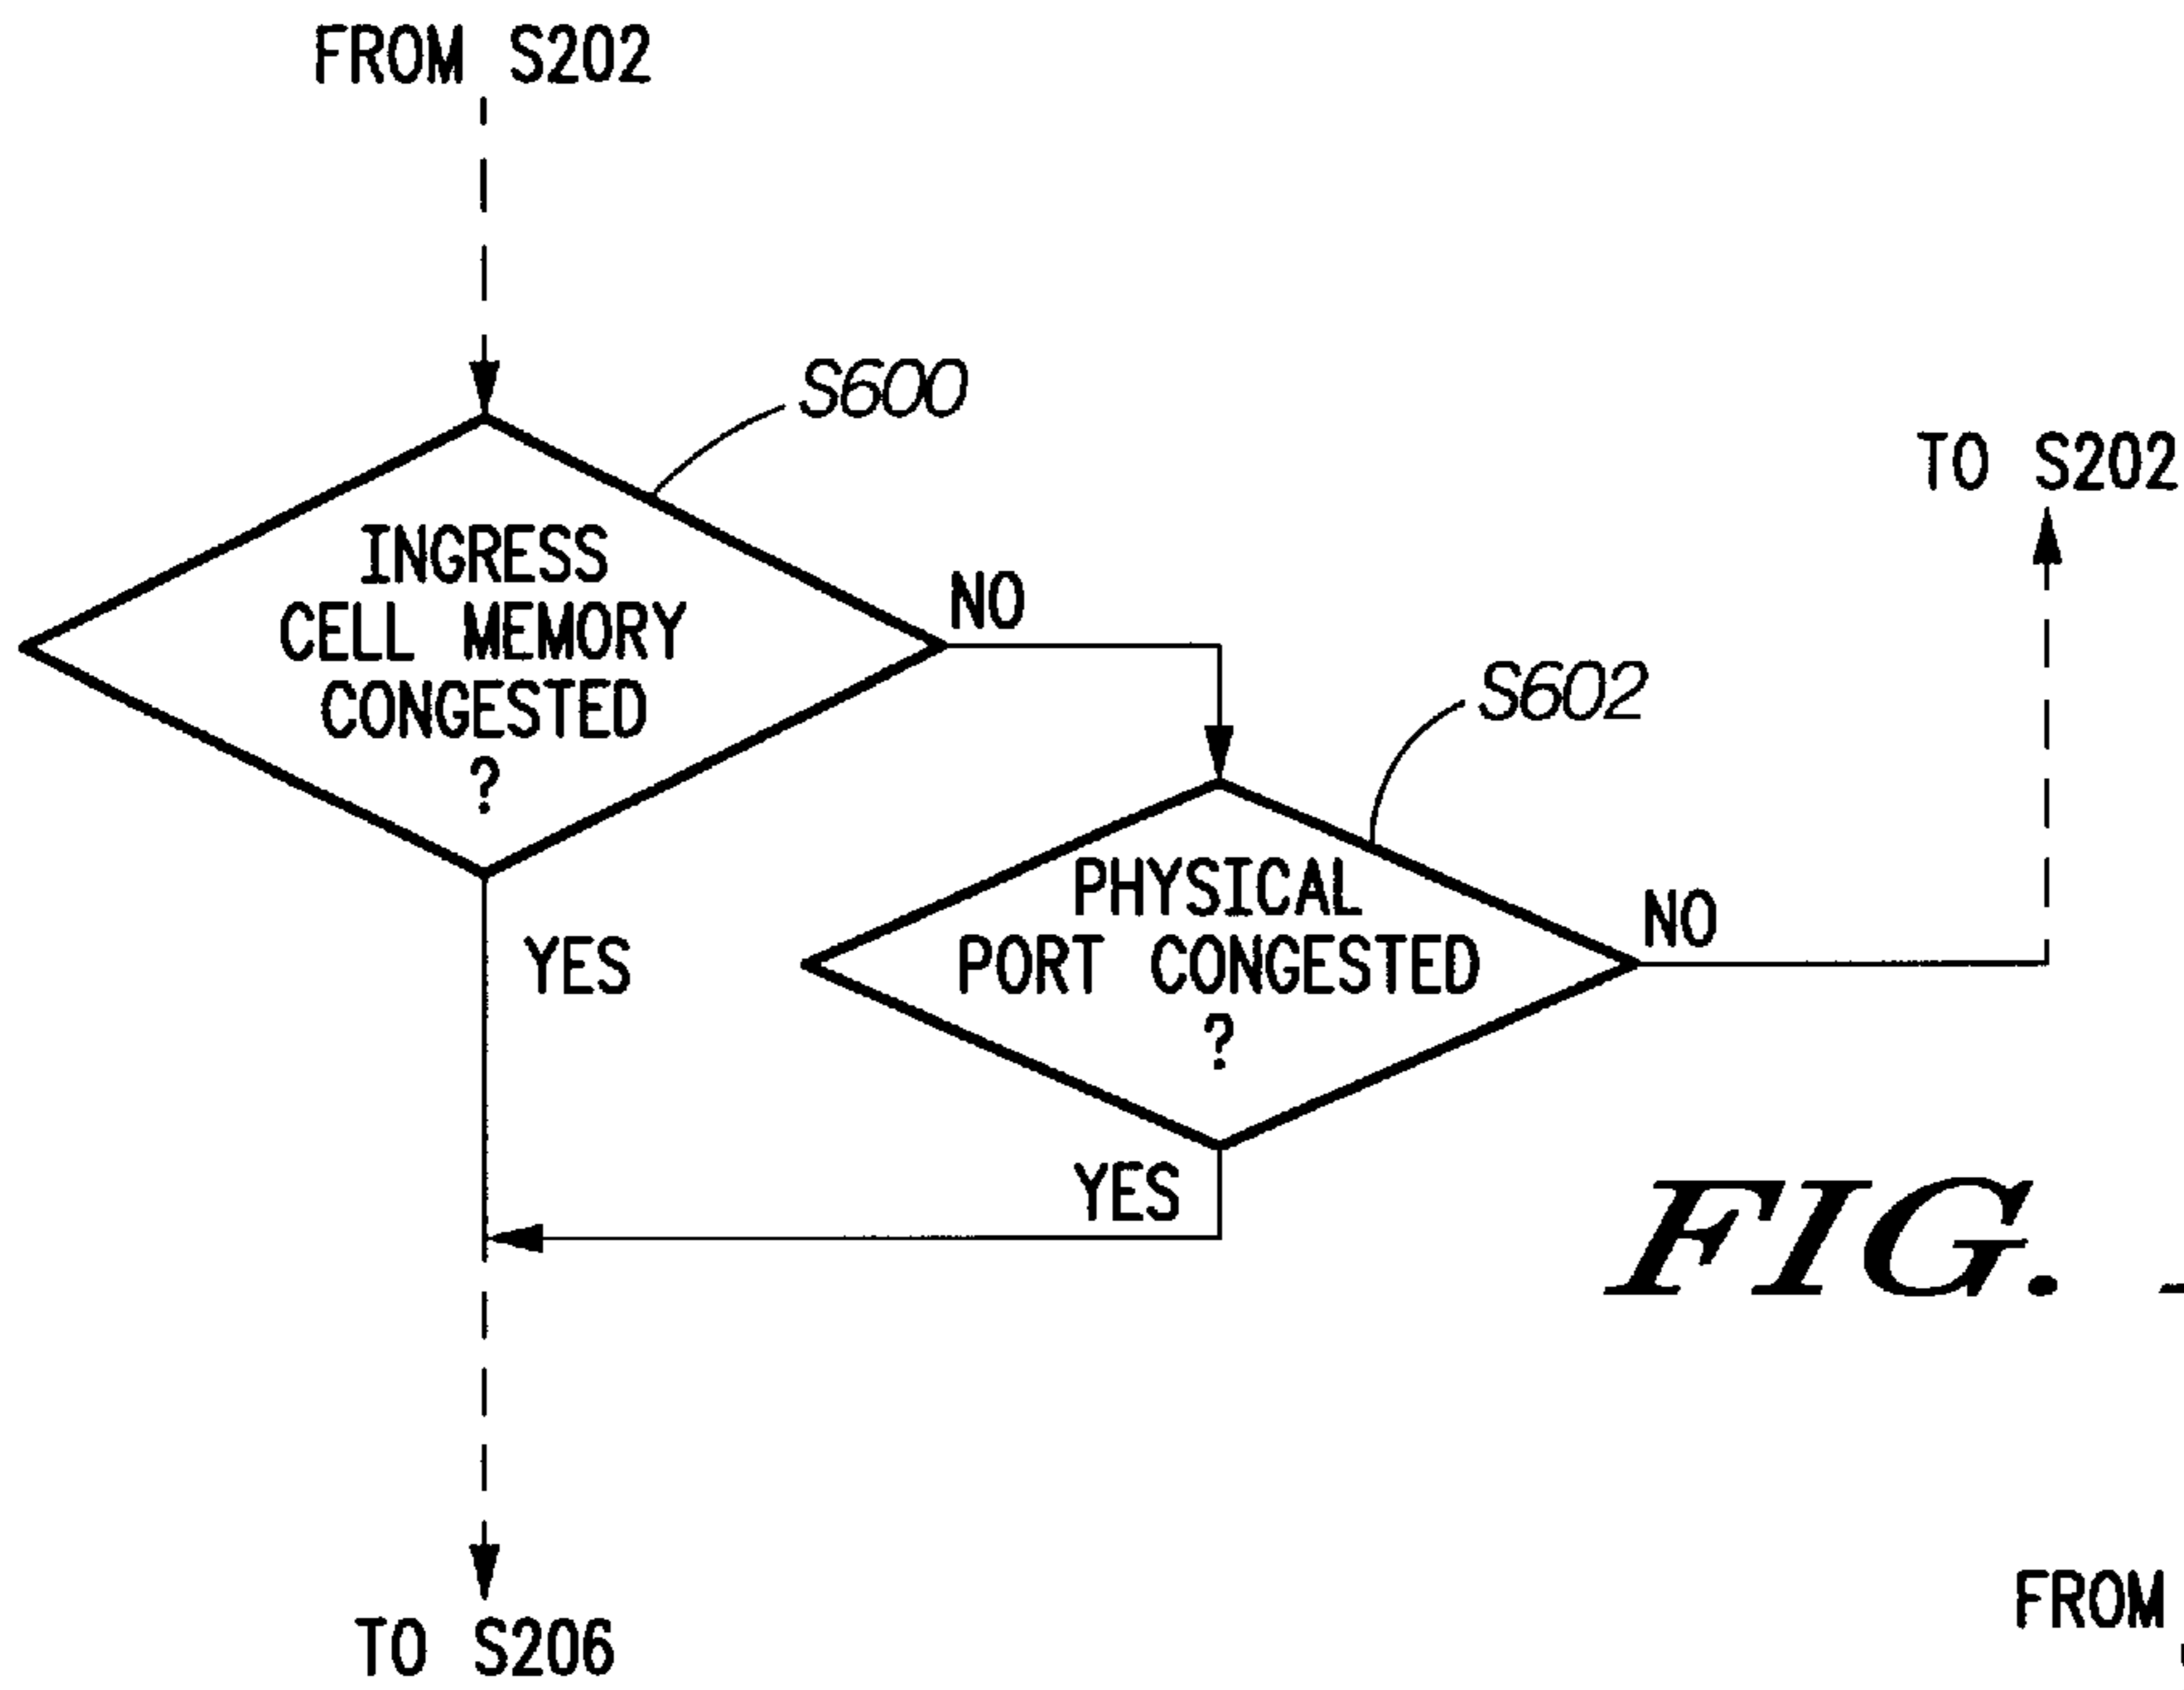 FROM S202
S600
TO S202
INGRESS
CELL MEMORY
CONGESTED
?
NO
S602
PHYSICAL
PORT CONGESTED
?
NO
YES
YES
FIG.
FROM
TO S206